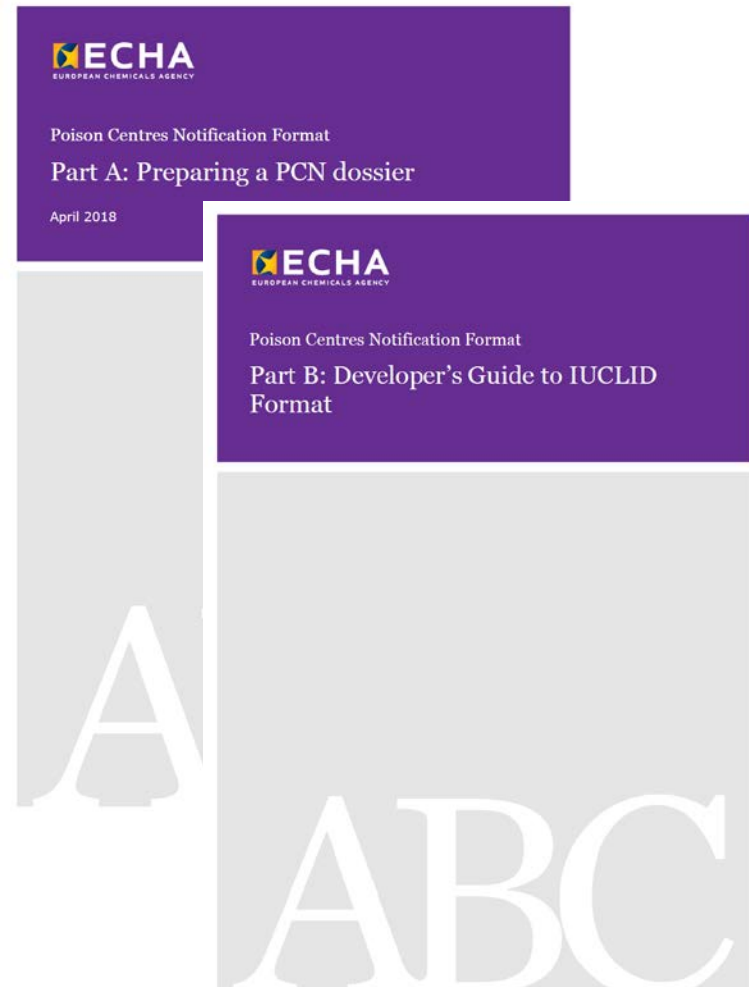 ECHA
EUROPEAN CHEMICALS AGENCY
Poison Centres Notification Format
Part A: Preparing a PCN dossier
April 2018
A
ECHA
EUROPEAN CHEMICALS AGENCY
Poison Centres Notification Format
Part B: Developer’s Guide to IUCLID
Format
ABC